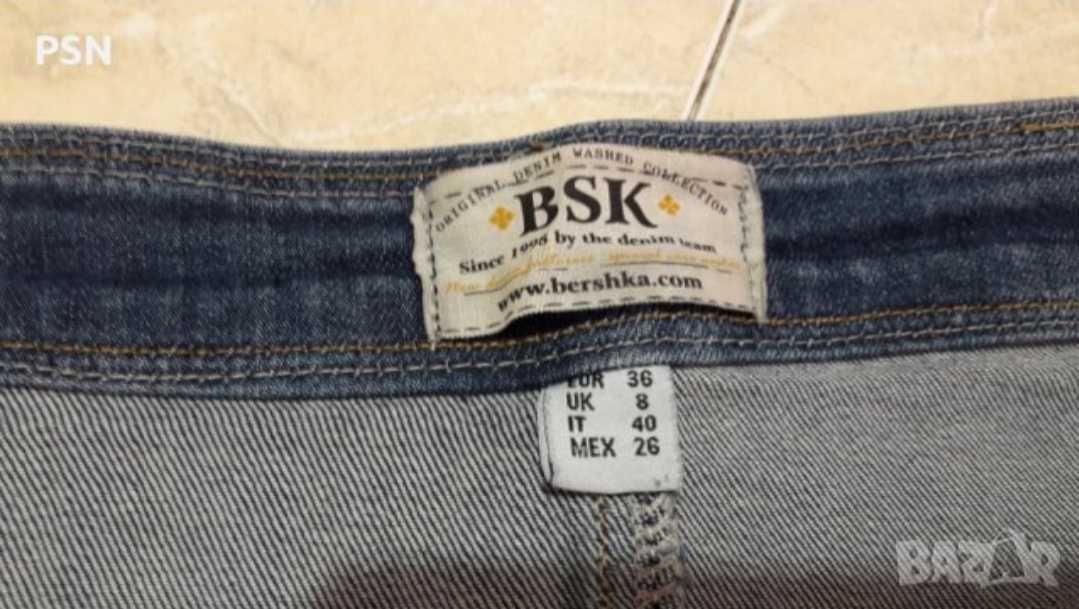 PSN
ORIGINAL DENIM WASHED COLLECTION
BSK
Since 1998 by the denim team
www.bershka.com
EUR 36
UK 8
IT 40
MEX 26
BAZAR